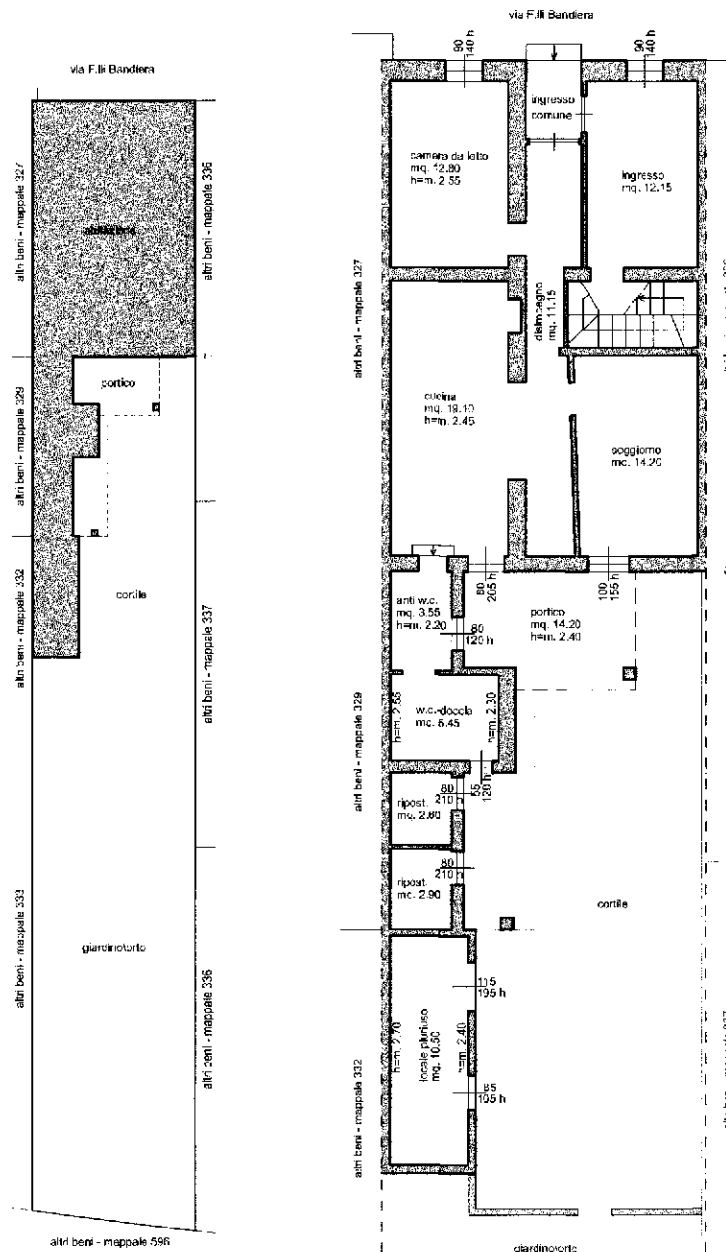 via F.lli Bandiera
altri beni - mappale 327
altri beni - mappale 336
portico
altri beni - mappale 329
altri beni - mappale 332
cortile
altri beni - mappale 337
altri beni - mappale 333
giardino\orto
altri beni - mappale 336
altri beni - mappale 596
via F.lli Bandiera
90
140 h
90
140 h
ingresso
comune
camera da letto
mq. 12.80
h=m. 2.55
ingresso
mq. 12.15
altri beni - mappale 327
disimpegno
mq. 11.15
cucina
mq. 19.10
h=m. 2.45
soggiorno
mq. 14.20
80
205 h
100
155 h
anti w.c.
mq. 3.55
h=m. 2.20
80
120 h
portico
mq. 14.20
h=m. 2.40
altri beni - mappale 329
h=m. 2.55
w.c.-doccia
mq. 5.45
h=m. 2.30
55
120 h
80
210 h
ripost.
mq. 2.80
80
210 h
ripost.
mq. 2.90
cortile
115
195 h
h=m. 2.70
locale pluriuso
mq. 10.50
h=m. 2.40
85
195 h
altri beni - mappale 332
giardino\orto